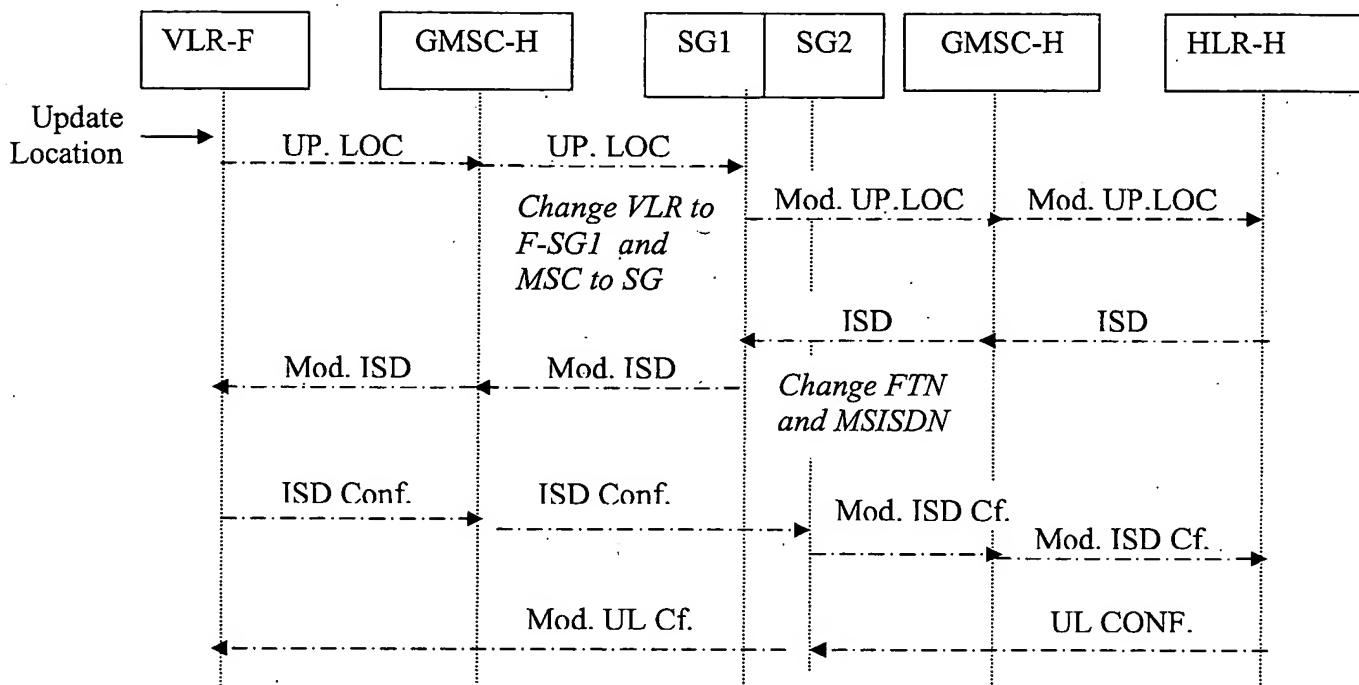 VLR-F GMSC-H SG1 SG2 GMSC-H HLR-H
Update
Location
UP. LOC UP. LOC
Change VLR to
F-SG1 and
MSC to SG
Mod. UP.LOC Mod. UP.LOC
ISD ISD
Mod. ISD Mod. ISD
Change FTN
and MSISDN
ISD Conf. ISD Conf.
Mod. ISD Cf. Mod. ISD Cf.
Mod. UL Cf. UL CONF.